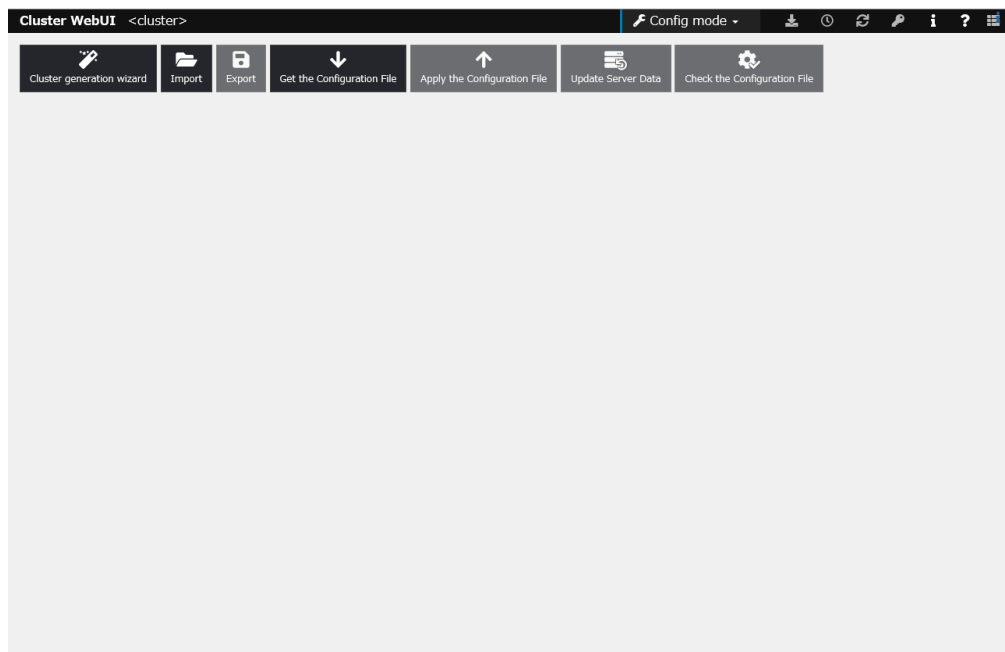 Cluster WebUI <cluster> Config mode
Cluster generation wizard Import Export Get the Configuration File Apply the Configuration File Update Server Data Check the Configuration File